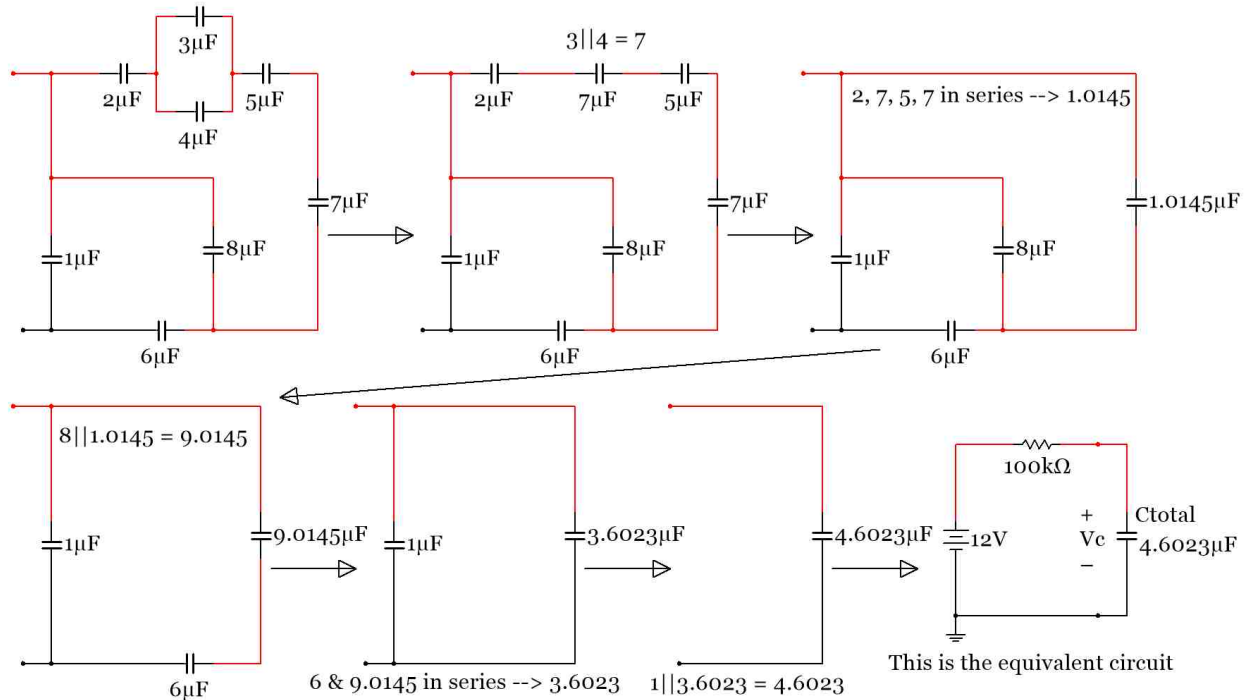 3µF
2µF
5µF
4µF
7µF
1µF
8µF
6µF
3||4 = 7
2µF
7µF
5µF
7µF
1µF
8µF
6µF
2, 7, 5, 7 in series --> 1.0145
1.0145µF
1µF
8µF
6µF
8||1.0145 = 9.0145
1µF
9.0145µF
6µF
1µF
3.6023µF
6 & 9.0145 in series --> 3.6023
4.6023µF
1||3.6023 = 4.6023
100kΩ
12V
+
Vc
−
Ctotal
4.6023µF
This is the equivalent circuit